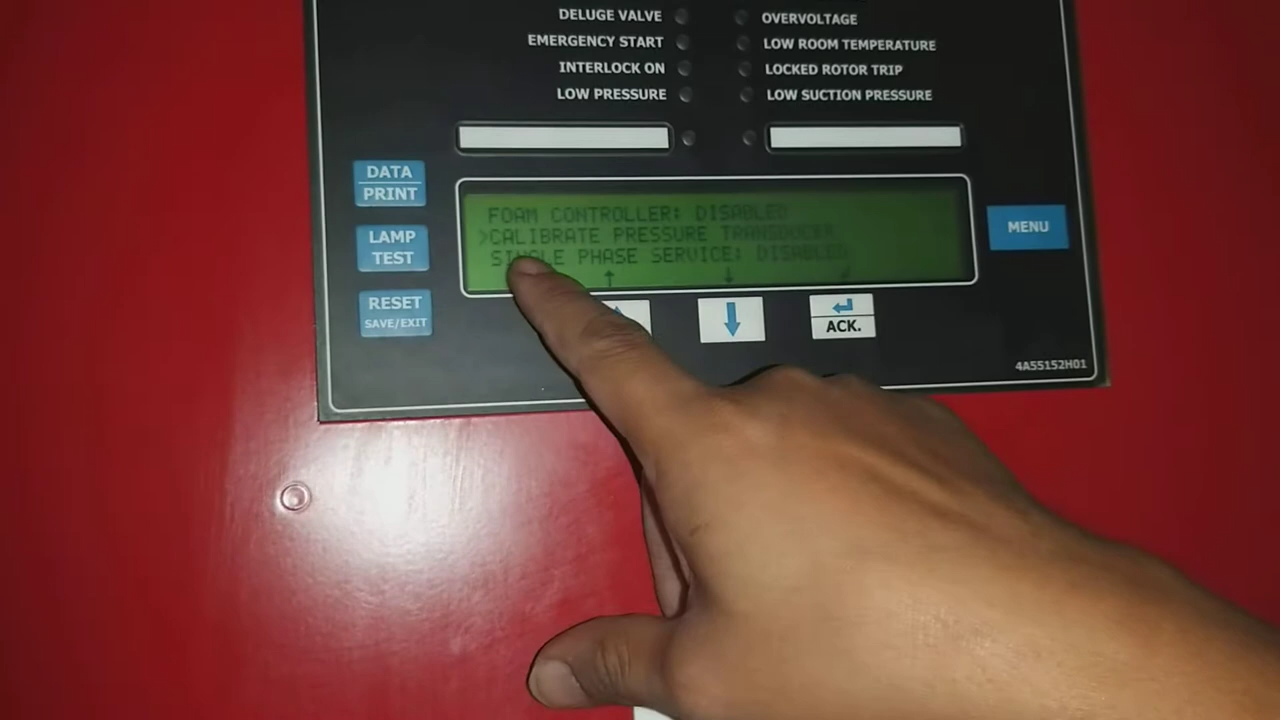 DELUGE VALVE
OVERVOLTAGE
EMERGENCY START
LOW ROOM TEMPERATURE
INTERLOCK ON
LOCKED ROTOR TRIP
LOW PRESSURE
LOW SUCTION PRESSURE
DATA
PRINT
LAMP
TEST
RESET
SAVE/EXIT
FOAM CONTROLLER: DISABLED
>CALIBRATE PRESSURE TRANSDUCER
SINGLE PHASE SERVICE: DISABLED
↑ ↓ ↲
MENU
↓
↲
ACK.
4A55152H01